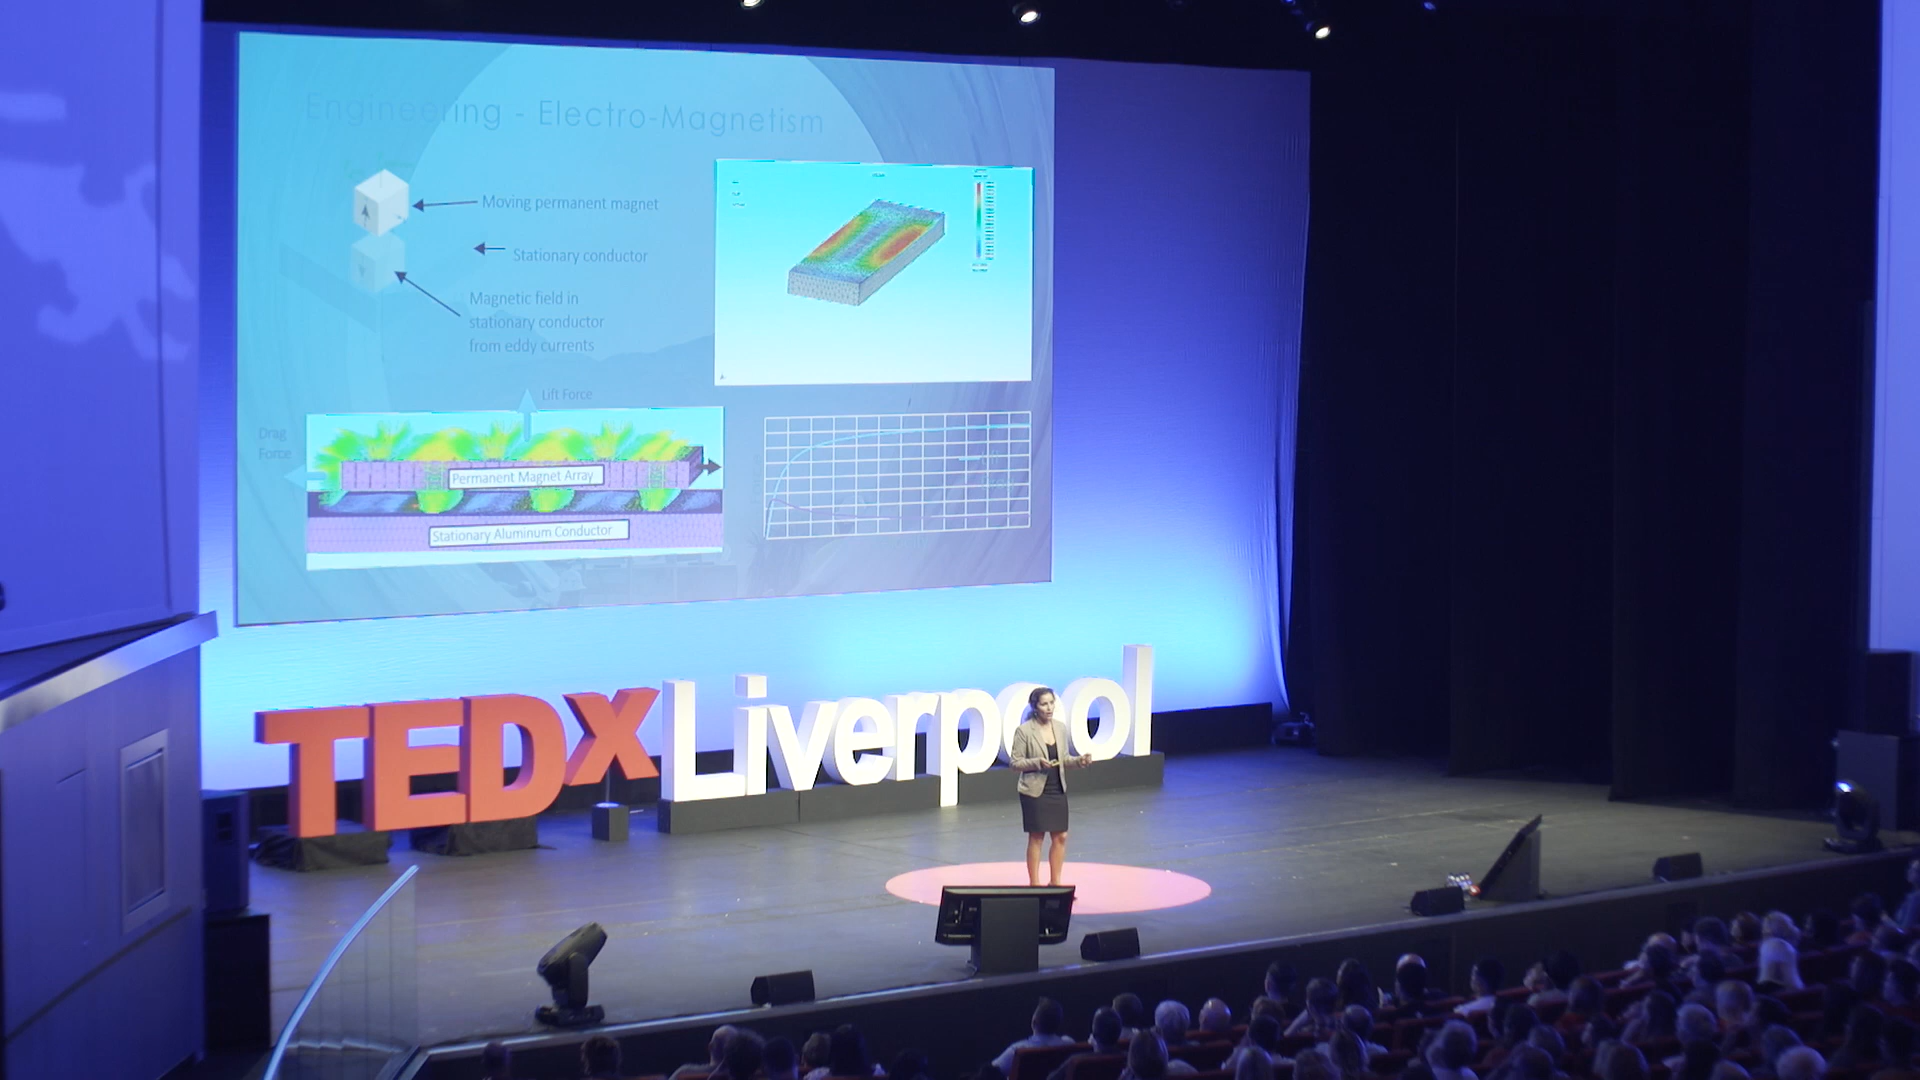 Engineering - Electro-Magnetism
Moving permanent magnet
Stationary conductor
Magnetic field in
stationary conductor
from eddy currents
Lift Force
Drag
Force
Permanent Magnet Array
Stationary Aluminum Conductor
TEDxLiverpool